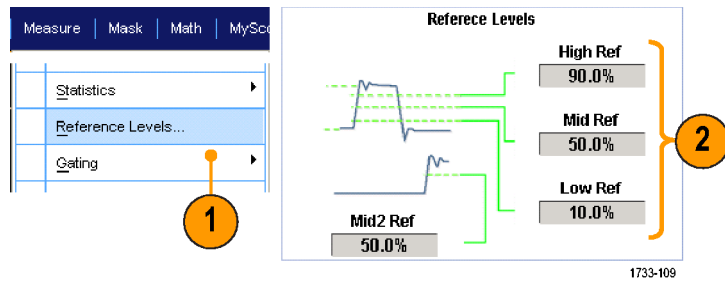 Measure Mask Math MySco
Statistics
Reference Levels...
Gating
1
Referece Levels
High Ref
90.0%
Mid Ref
50.0%
Low Ref
10.0%
Mid2 Ref
50.0%
2
1733-109